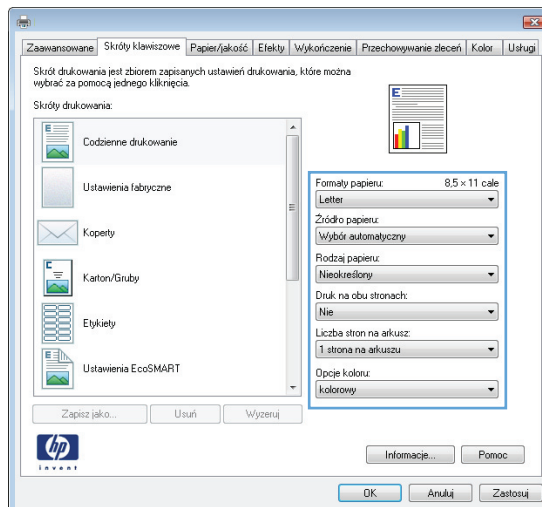 Zaawansowane Skróty klawiszowe Papier/jakość Efekty Wykończenie Przechowywanie zleceń Kolor Usługi
Skrót drukowania jest zbiorem zapisanych ustawień drukowania, które można
wybrać za pomocą jednego kliknięcia.
Skróty drukowania:
Codzienne drukowanie
Ustawienia fabryczne
Koperty
Karton/Gruby
Etykiety
Ustawienia EcoSMART
Zapisz jako... Usuń Wyzeruj
E
Formaty papieru: 8,5 × 11 cale
Letter
Źródło papieru:
Wybór automatyczny
Rodzaj papieru:
Nieokreślony
Druk na obu stronach:
Nie
Liczba stron na arkusz:
1 strona na arkuszu
Opcje koloru:
kolorowy
hp
invent
Informacje... Pomoc
OK Anuluj Zastosuj